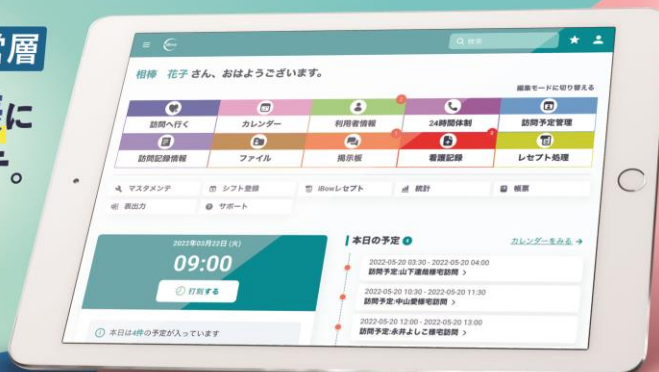 営層
に
。
iBow
検索
相棒 花子 さん、おはようございます。
編集モードに切り替える
訪問へ行く
カレンダー
利用者情報
24時間体制
訪問予定管理
訪問記録情報
ファイル
掲示板
看護記録
レセプト処理
マスタメンテ
シフト登録
iBowレセプト
統計
帳票
表出力
サポート
2022年03月22日 (火)
09:00
打刻する
本日は4件の予定が入っています
本日の予定 4
カレンダーをみる →
2022-05-20 03:30 - 2022-05-20 04:00
訪問予定:山下達哉様宅訪問 >
2022-05-20 10:30 - 2022-05-20 11:30
訪問予定:中山愛様宅訪問 >
2022-05-20 12:00 - 2022-05-20 13:00
訪問予定:永井よしこ様宅訪問 >